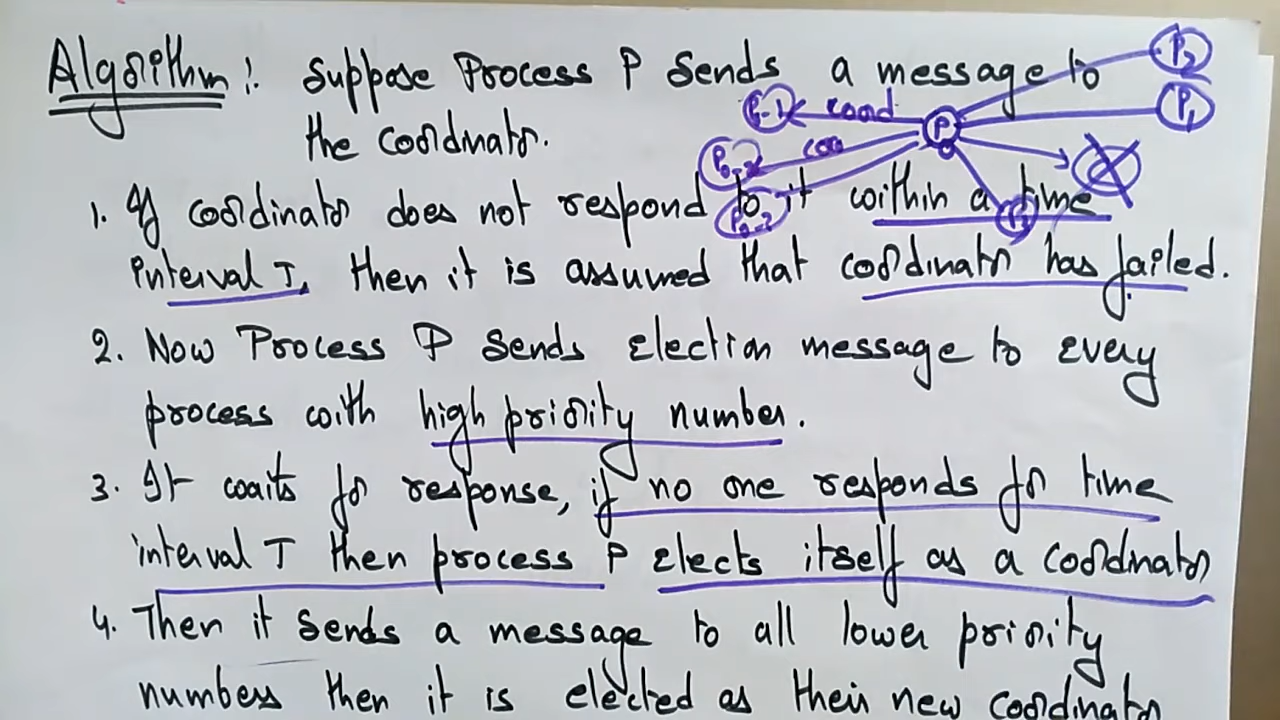 Algorithm :. Suppose Process P Sends a message to P2
P-1 coord P P1
the coordinator.
coo
1. If coordinator does not respond to it within a time
interval T, then it is assumed that coordinator has failed.
2. Now Process P Sends Election message to Every
process with high priority number.
3. It waits for response, if no one responds for time
interval T then process P Elects itself as a coordinator
4. Then it Sends a message to all lower priority
numbers then it is elected as their new coordinator